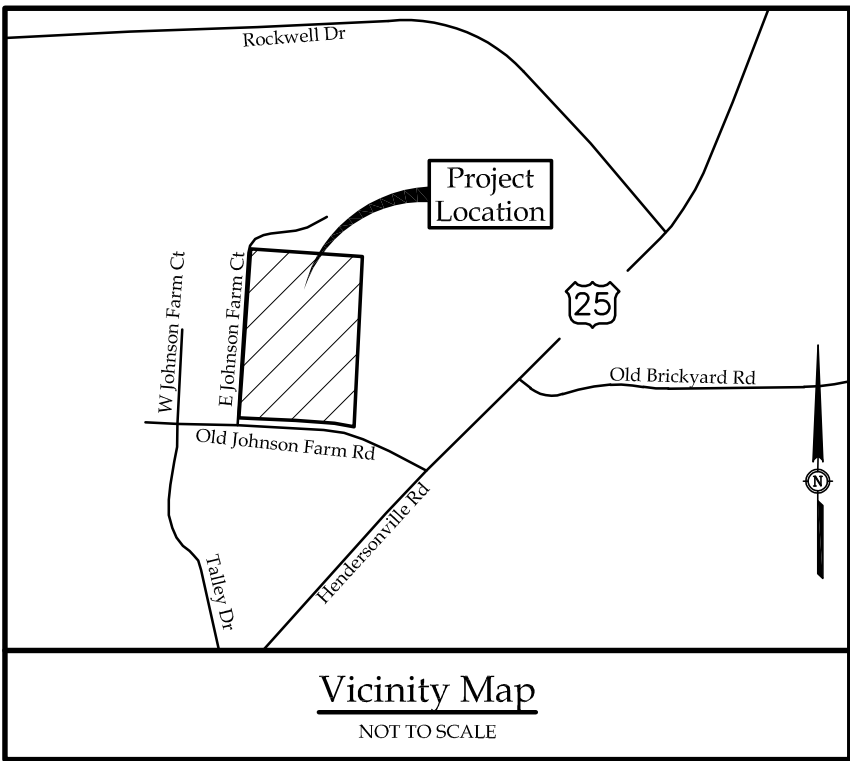 Rockwell Dr
Project
Location
W Johnson Farm Ct
E Johnson Farm Ct
25
Old Brickyard Rd
Old Johnson Farm Rd
N
Hendersonville Rd
Talley Dr
Vicinity Map
NOT TO SCALE